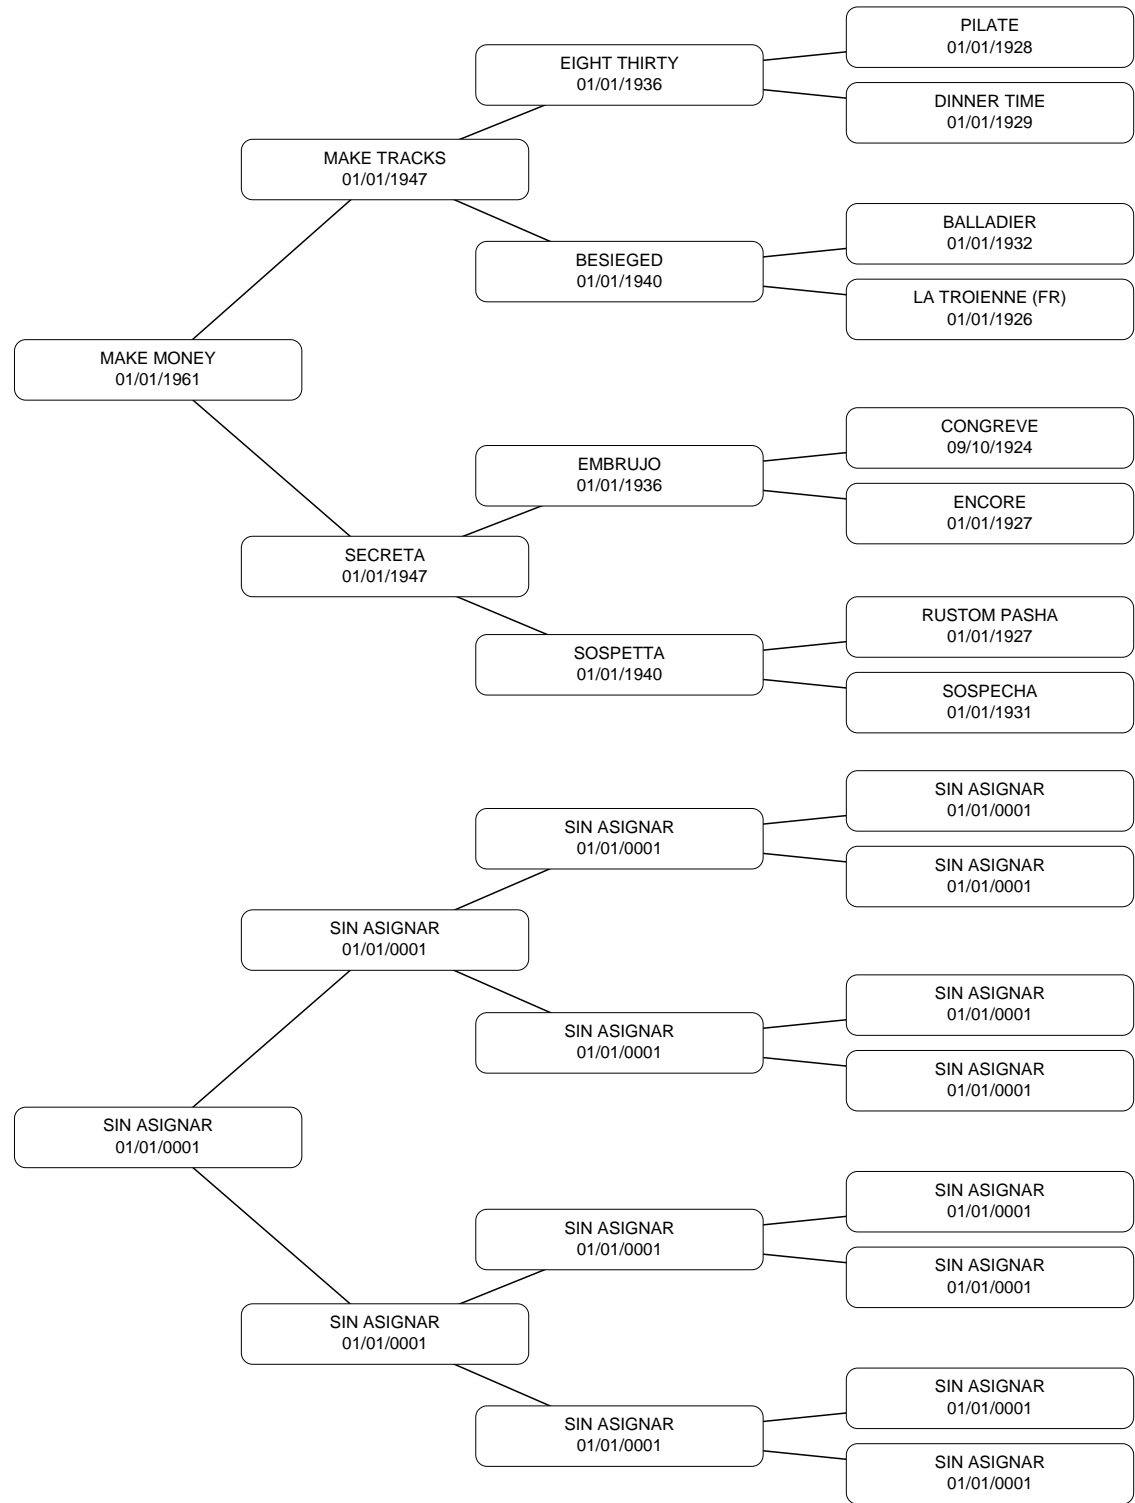 PILATE
01/01/1928
EIGHT THIRTY
01/01/1936
DINNER TIME
01/01/1929
MAKE TRACKS
01/01/1947
BALLADIER
01/01/1932
BESIEGED
01/01/1940
LA TROIENNE (FR)
01/01/1926
MAKE MONEY
01/01/1961
CONGREVE
09/10/1924
EMBRUJO
01/01/1936
ENCORE
01/01/1927
SECRETA
01/01/1947
RUSTOM PASHA
01/01/1927
SOSPETTA
01/01/1940
SOSPECHA
01/01/1931
SIN ASIGNAR
01/01/0001
SIN ASIGNAR
01/01/0001
SIN ASIGNAR
01/01/0001
SIN ASIGNAR
01/01/0001
SIN ASIGNAR
01/01/0001
SIN ASIGNAR
01/01/0001
SIN ASIGNAR
01/01/0001
SIN ASIGNAR
01/01/0001
SIN ASIGNAR
01/01/0001
SIN ASIGNAR
01/01/0001
SIN ASIGNAR
01/01/0001
SIN ASIGNAR
01/01/0001
SIN ASIGNAR
01/01/0001
SIN ASIGNAR
01/01/0001
SIN ASIGNAR
01/01/0001